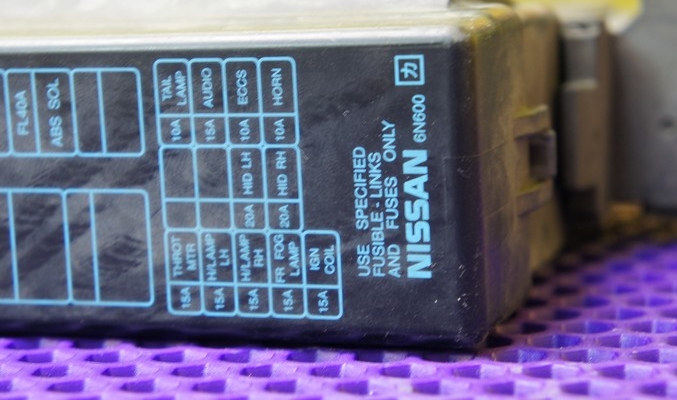 FL40A
ABS SOL
TAIL
LAMP
10A
AUDIO
15A
ECCS
10A
HORN
10A
HID LH
20A
HID RH
20A
THROT
MTR
15A
H/LAMP
LH
15A
H/LAMP
RH
15A
FR FOG
LAMP
15A
IGN
COIL
15A
USE SPECIFIED
FUSIBLE - LINKS
AND FUSES ONLY
NISSAN 6N600
カ